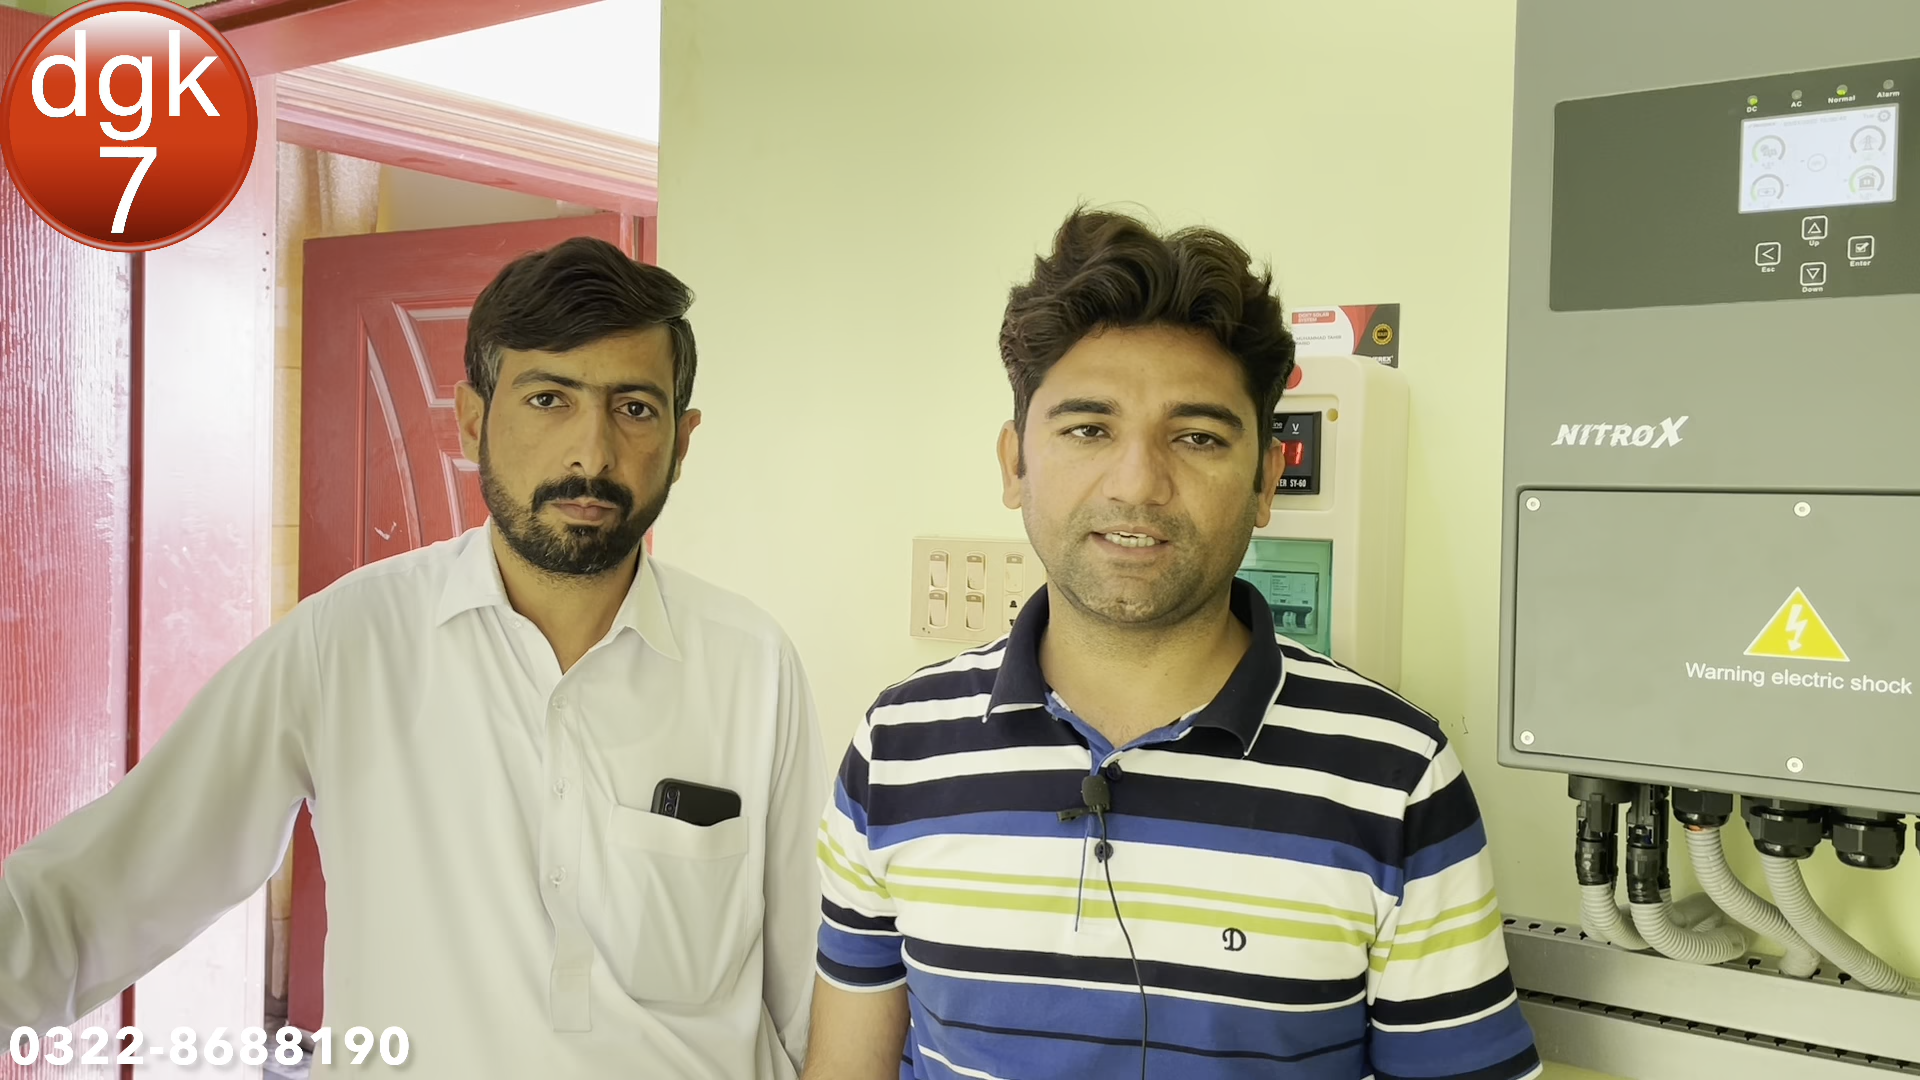 dgk
7
DC
AC
Normal
Alarm
Up
Esc
Enter
Down
NITROX
V
SY-60
Warning electric shock
D
0322-8688190